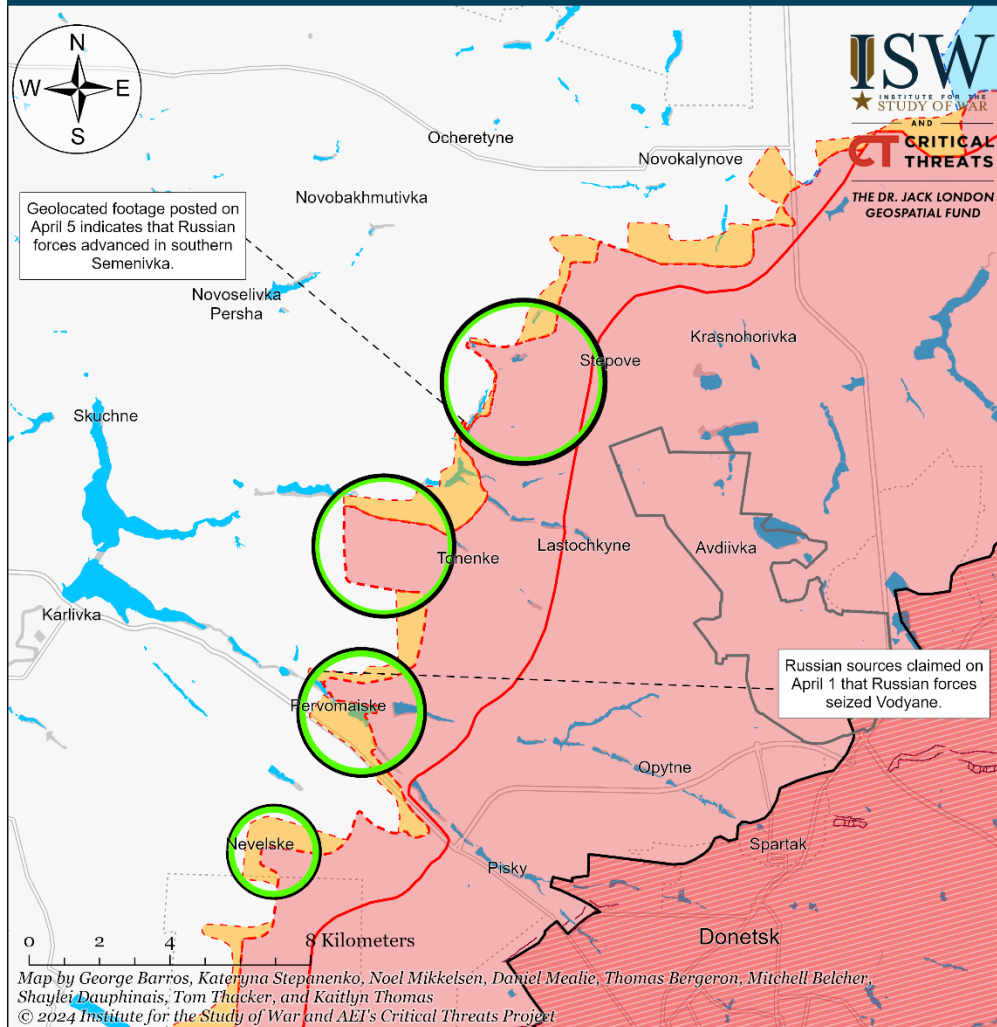 N
W
E
S
ISW
INSTITUTE FOR THE
STUDY OF WAR
AND
CT CRITICAL
THREATS
THE DR. JACK LONDON
GEOSPATIAL FUND
Ocheretyne
Novokalynove
Geolocated footage posted on
April 5 indicates that Russian
forces advanced in southern
Semenivka.
Novobakhmutivka
Novoselivka
Persha
Krasnohorivka
Stepove
Skuchne
Lastochkyne
Avdiivka
Tonenke
Karlivka
Russian sources claimed on
April 1 that Russian forces
seized Vodyane.
Pervomaiske
Opytne
Nevelske
Spartak
Pisky
Donetsk
0 2 4 8 Kilometers
Map by George Barros, Kateryna Stepanenko, Noel Mikkelsen, Daniel Mealie, Thomas Bergeron, Mitchell Belcher,
Shaylei Dauphinais, Tom Thacker, and Kaitlyn Thomas
© 2024 Institute for the Study of War and AEI's Critical Threats Project